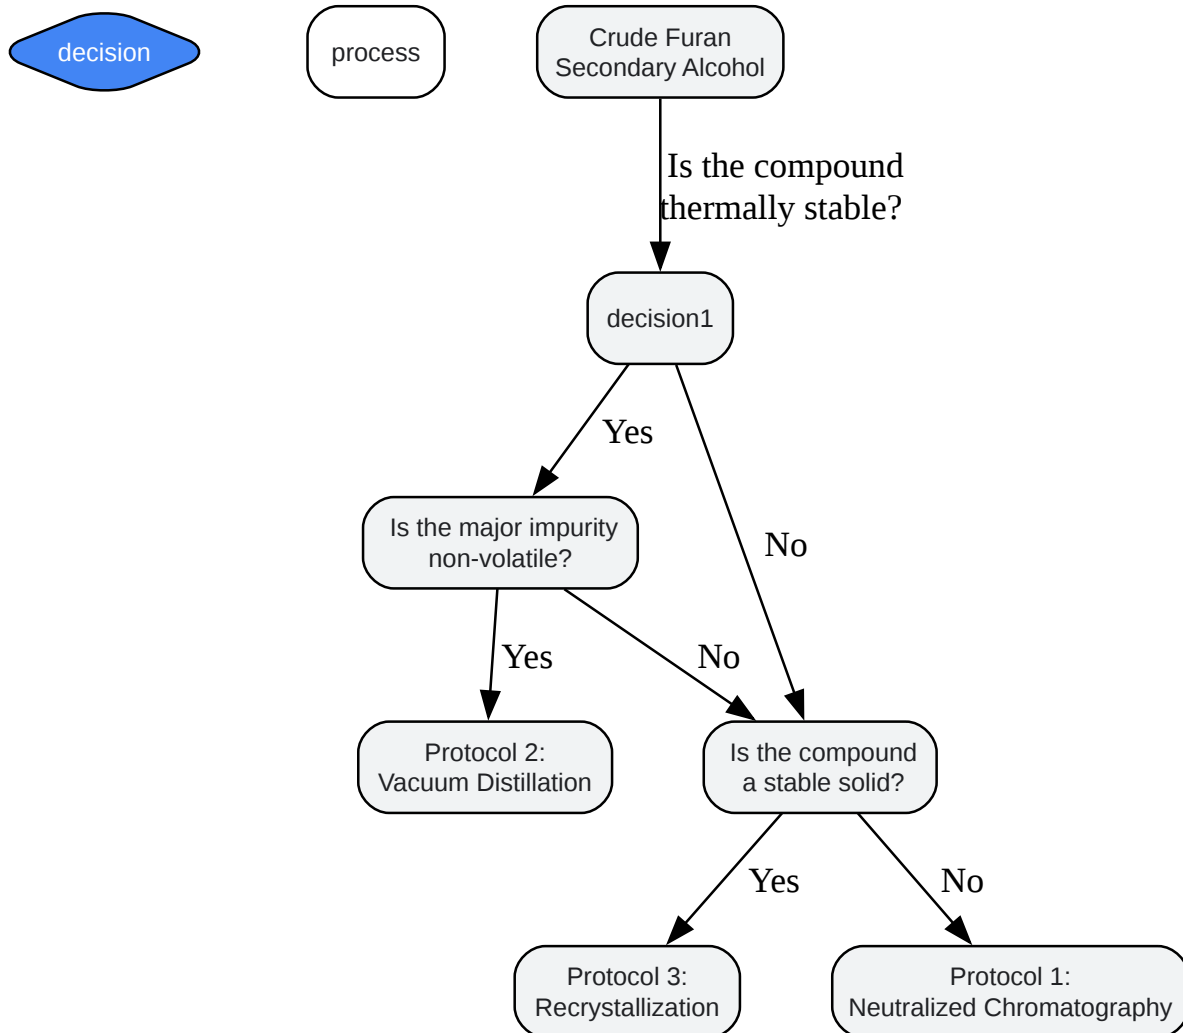 decision
process
Crude Furan
Secondary Alcohol
Is the compound
thermally stable?
decision1
Yes
No
Is the major impurity
non-volatile?
Yes
No
Protocol 2:
Vacuum Distillation
Is the compound
a stable solid?
Yes
No
Protocol 3:
Recrystallization
Protocol 1:
Neutralized Chromatography